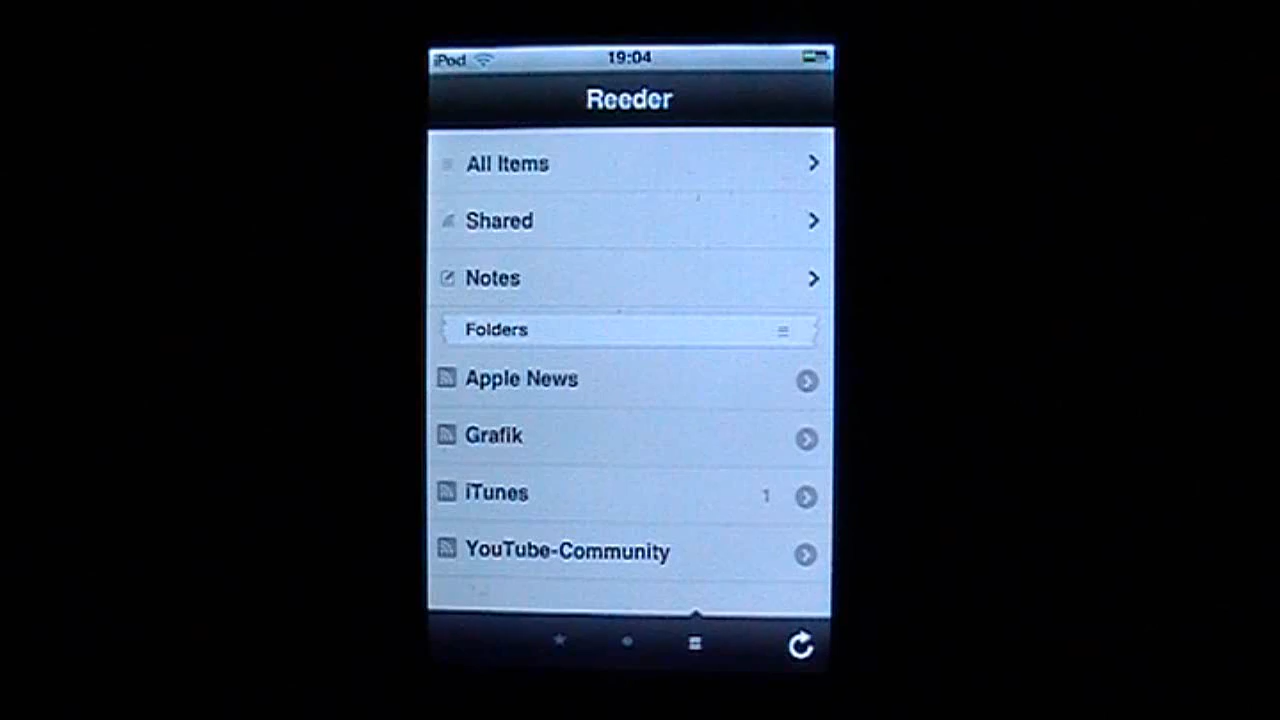 iPod 19:04
Reeder
All Items
Shared
Notes
Folders
Apple News
Grafik
iTunes 1
YouTube-Community